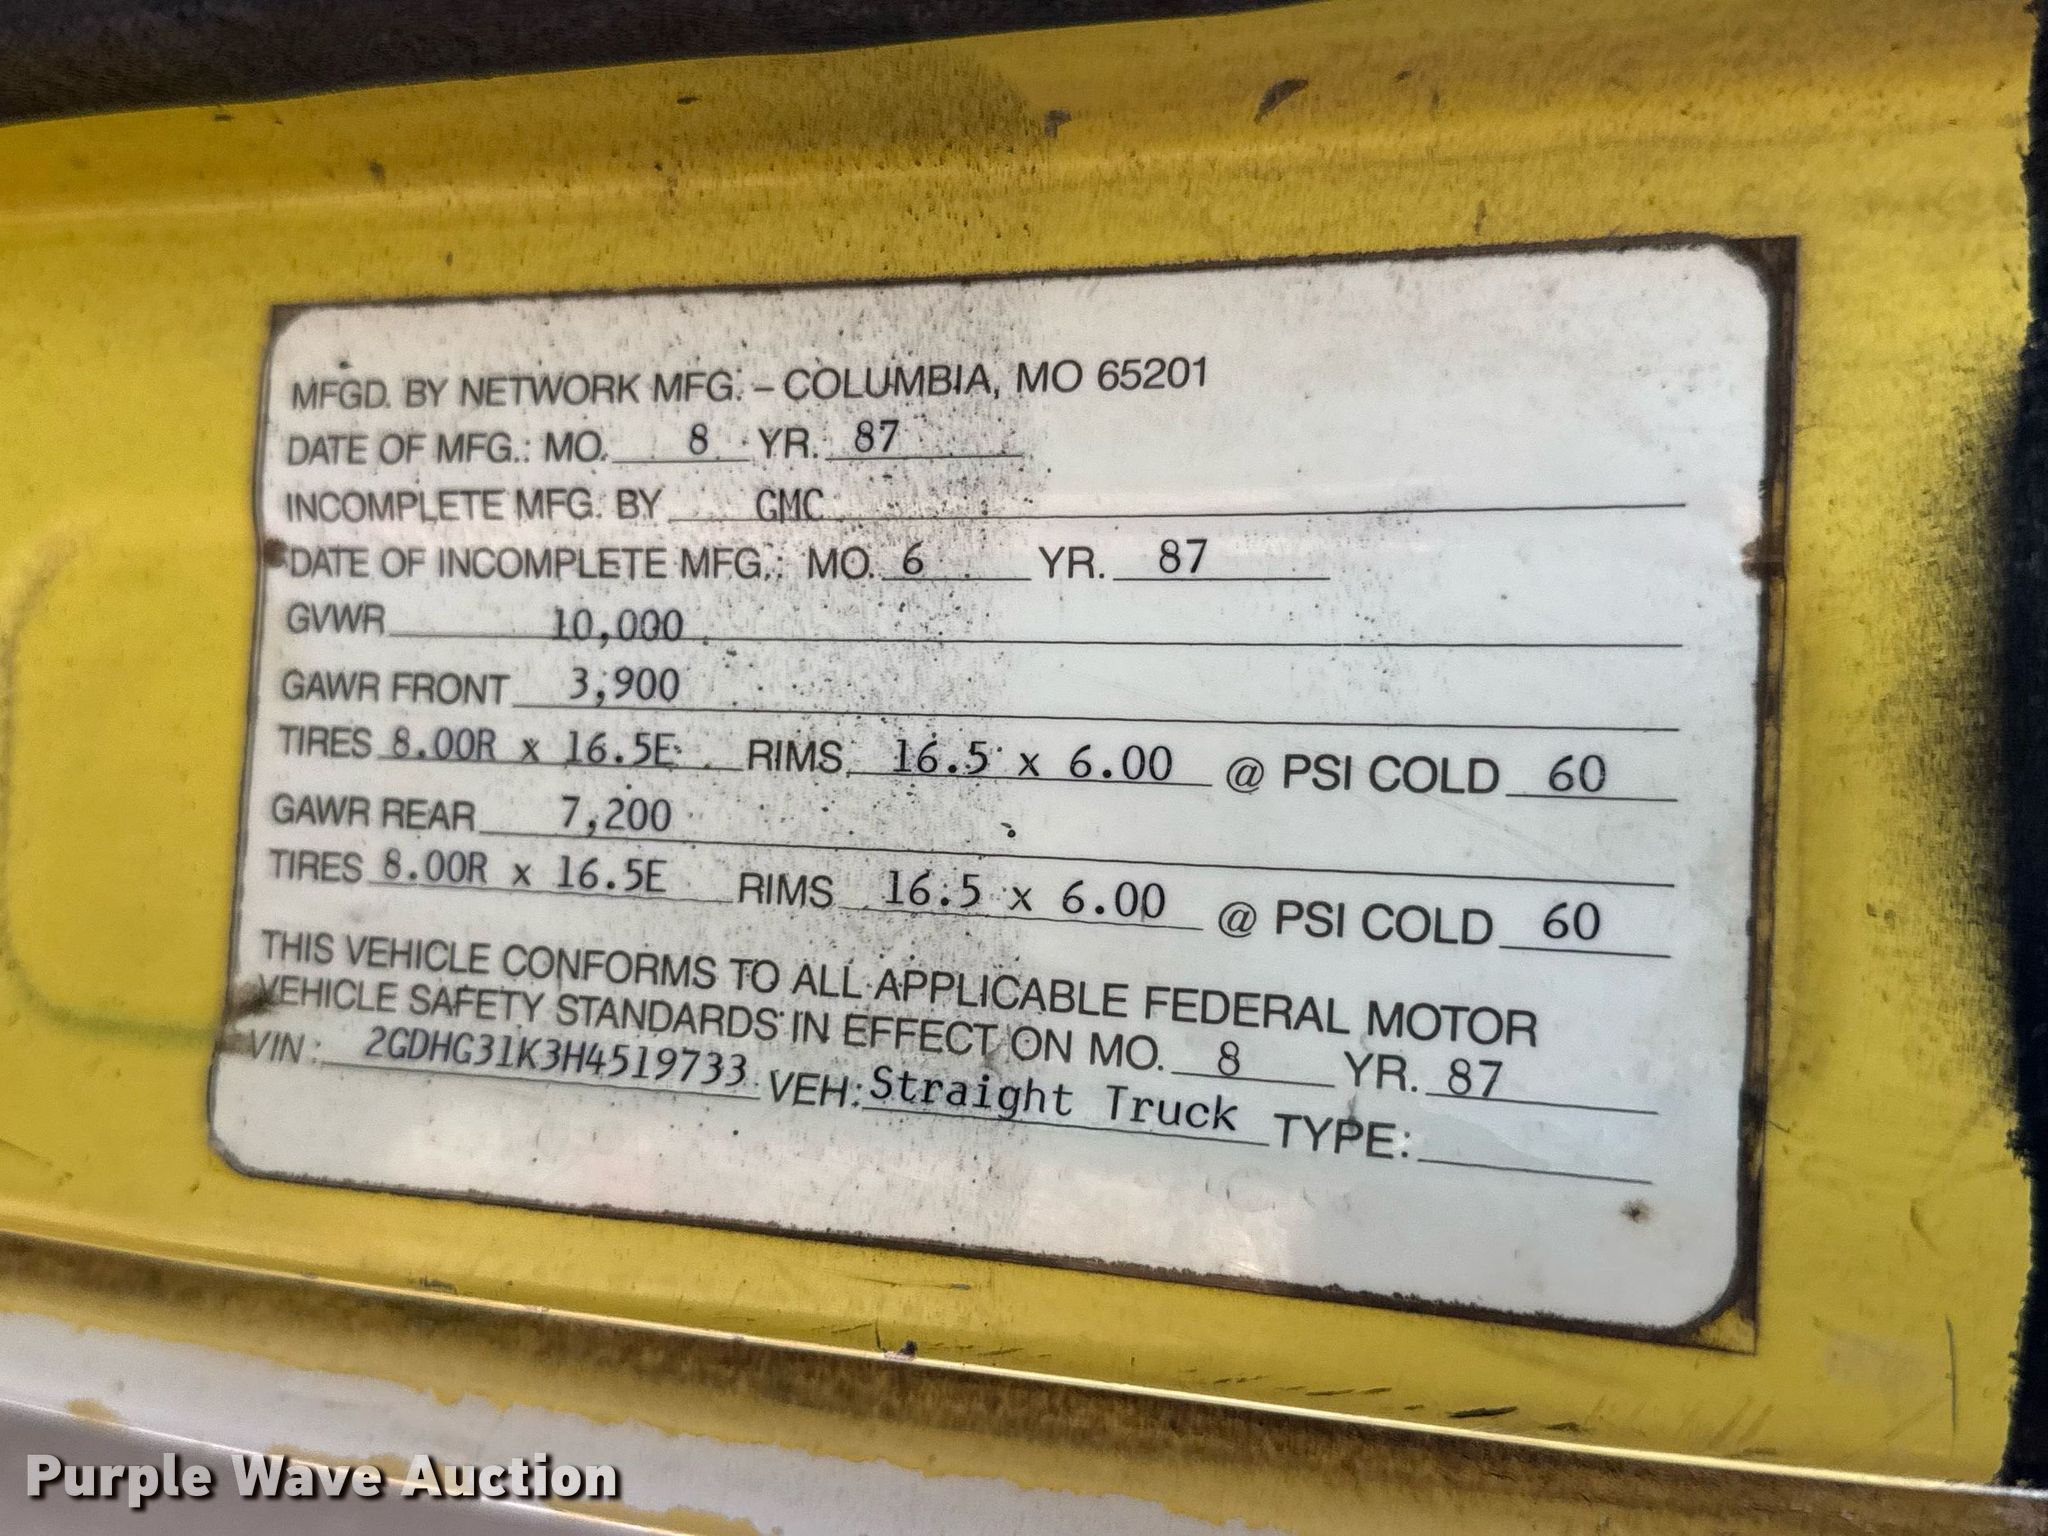 MFGD. BY NETWORK MFG. – COLUMBIA, MO 65201
DATE OF MFG.: MO. 8 YR. 87
INCOMPLETE MFG. BY GMC
DATE OF INCOMPLETE MFG.: MO. 6 YR. 87
GVWR 10,000
GAWR FRONT 3,900
TIRES 8.00R x 16.5E RIMS 16.5 x 6.00 @ PSI COLD 60
GAWR REAR 7,200
TIRES 8.00R x 16.5E RIMS 16.5 x 6.00 @ PSI COLD 60
THIS VEHICLE CONFORMS TO ALL APPLICABLE FEDERAL MOTOR
VEHICLE SAFETY STANDARDS IN EFFECT ON MO. 8 YR. 87
VIN: 2GDHG31K3H4519733 VEH: Straight Truck TYPE:
Purple Wave Auction